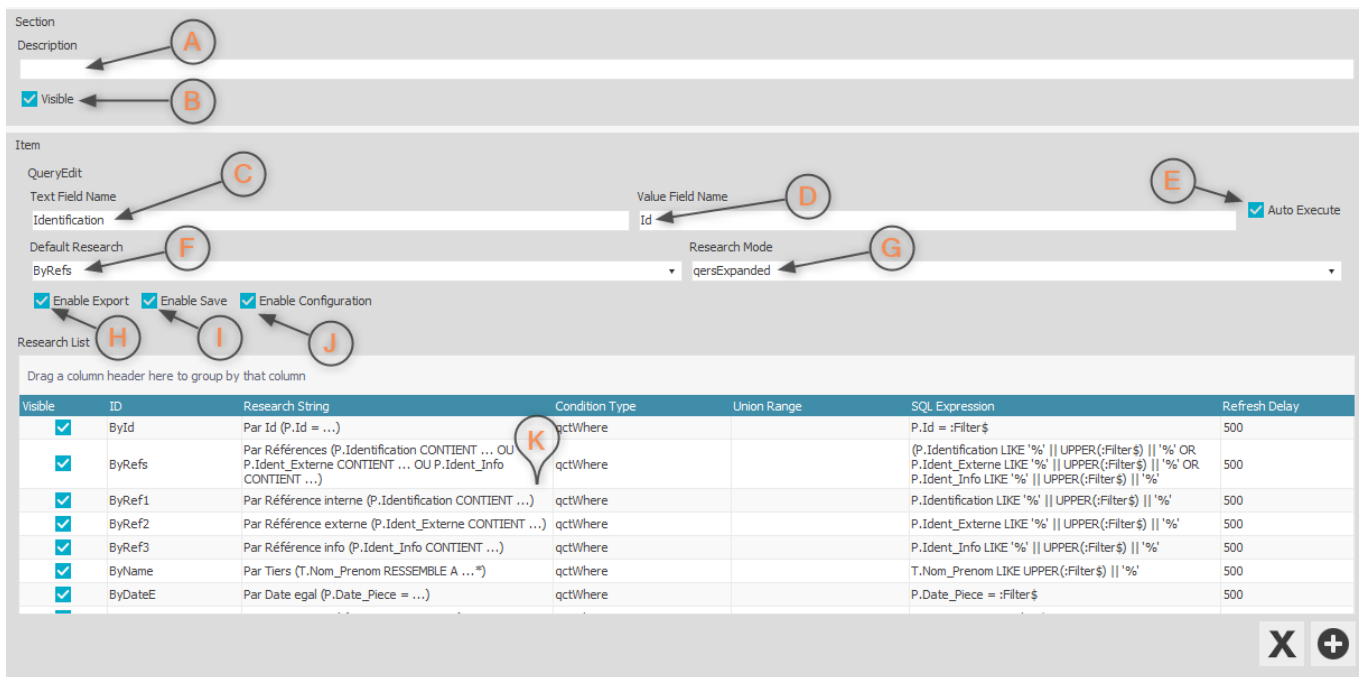 Section
Description
A
Visible
B
Item
QueryEdit
C
E
Text Field Name
Value Field Name
D
Auto Execute
Identification
Id
Default Research
F
Research Mode
G
ByRefs
qersExpanded
Enable Export Enable Save Enable Configuration
H I J
Research List
Drag a column header here to group by that column
Visible ID Research String Condition Type Union Range SQL Expression Refresh Delay
ById Par Id (P.Id = ...) qctWhere P.Id = :Filter$ 500
K
Par Références (P.Identification CONTIENT ... OU
P.Ident_Externe CONTIENT ... OU P.Ident_Info
CONTIENT ...)
ByRefs
qctWhere
(P.Identification LIKE '%' || UPPER(:Filter$) || '%' OR
P.Ident_Externe LIKE '%' || UPPER(:Filter$) || '%' OR
P.Ident_Info LIKE '%' || UPPER(:Filter$) || '%'
500
ByRef1 Par Référence interne (P.Identification CONTIENT ...) qctWhere P.Identification LIKE '%' || UPPER(:Filter$) || '%' 500
ByRef2 Par Référence externe (P.Ident_Externe CONTIENT ...) qctWhere P.Ident_Externe LIKE '%' || UPPER(:Filter$) || '%' 500
ByRef3 Par Référence info (P.Ident_Info CONTIENT ...) qctWhere P.Ident_Info LIKE '%' || UPPER(:Filter$) || '%' 500
ByName Par Tiers (T.Nom_Prenom RESSEMBLE A ...*) qctWhere T.Nom_Prenom LIKE UPPER(:Filter$) || '%' 500
ByDateE Par Date egal (P.Date_Piece = ...) qctWhere P.Date_Piece = :Filter$ 500
X